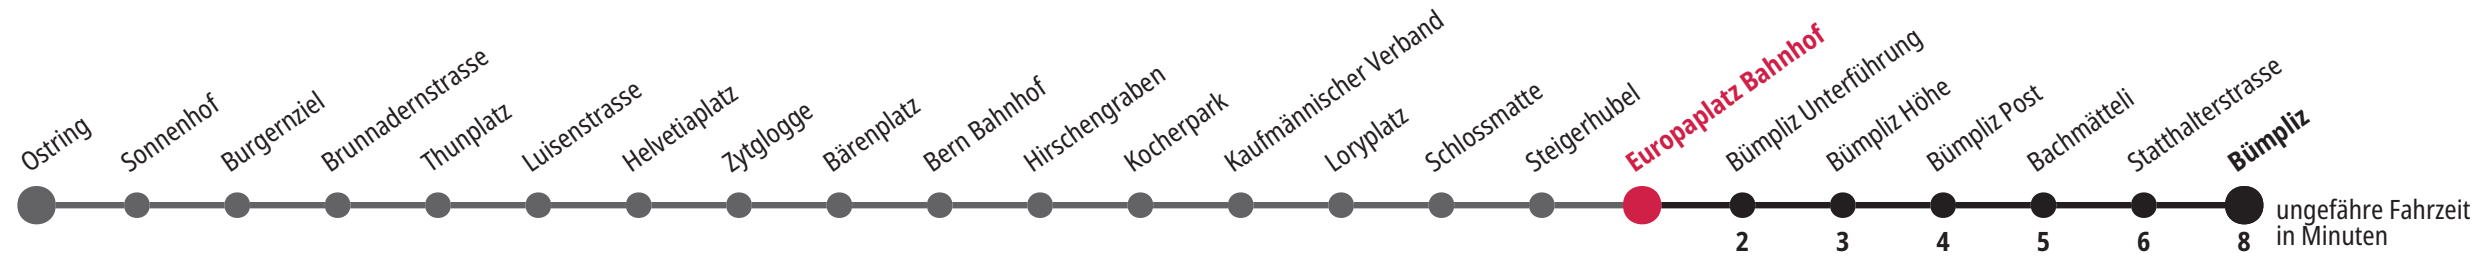 Ostring
Sonnenhof
Burgernziel
Brunnadernstrasse
Thunplatz
Luisenstrasse
Helvetiaplatz
Zytglogge
Bärenplatz
Bern Bahnhof
Hirschengraben
Kocherpark
Kaufmännischer Verband
Loryplatz
Schlossmatte
Steigerhubel
Europaplatz Bahnhof
Bümpliz Unterführung
Bümpliz Höhe
Bümpliz Post
Bachmätteli
Statthalterstrasse
Bümpliz
2
3
4
5
6
8
ungefähre Fahrzeit
in Minuten